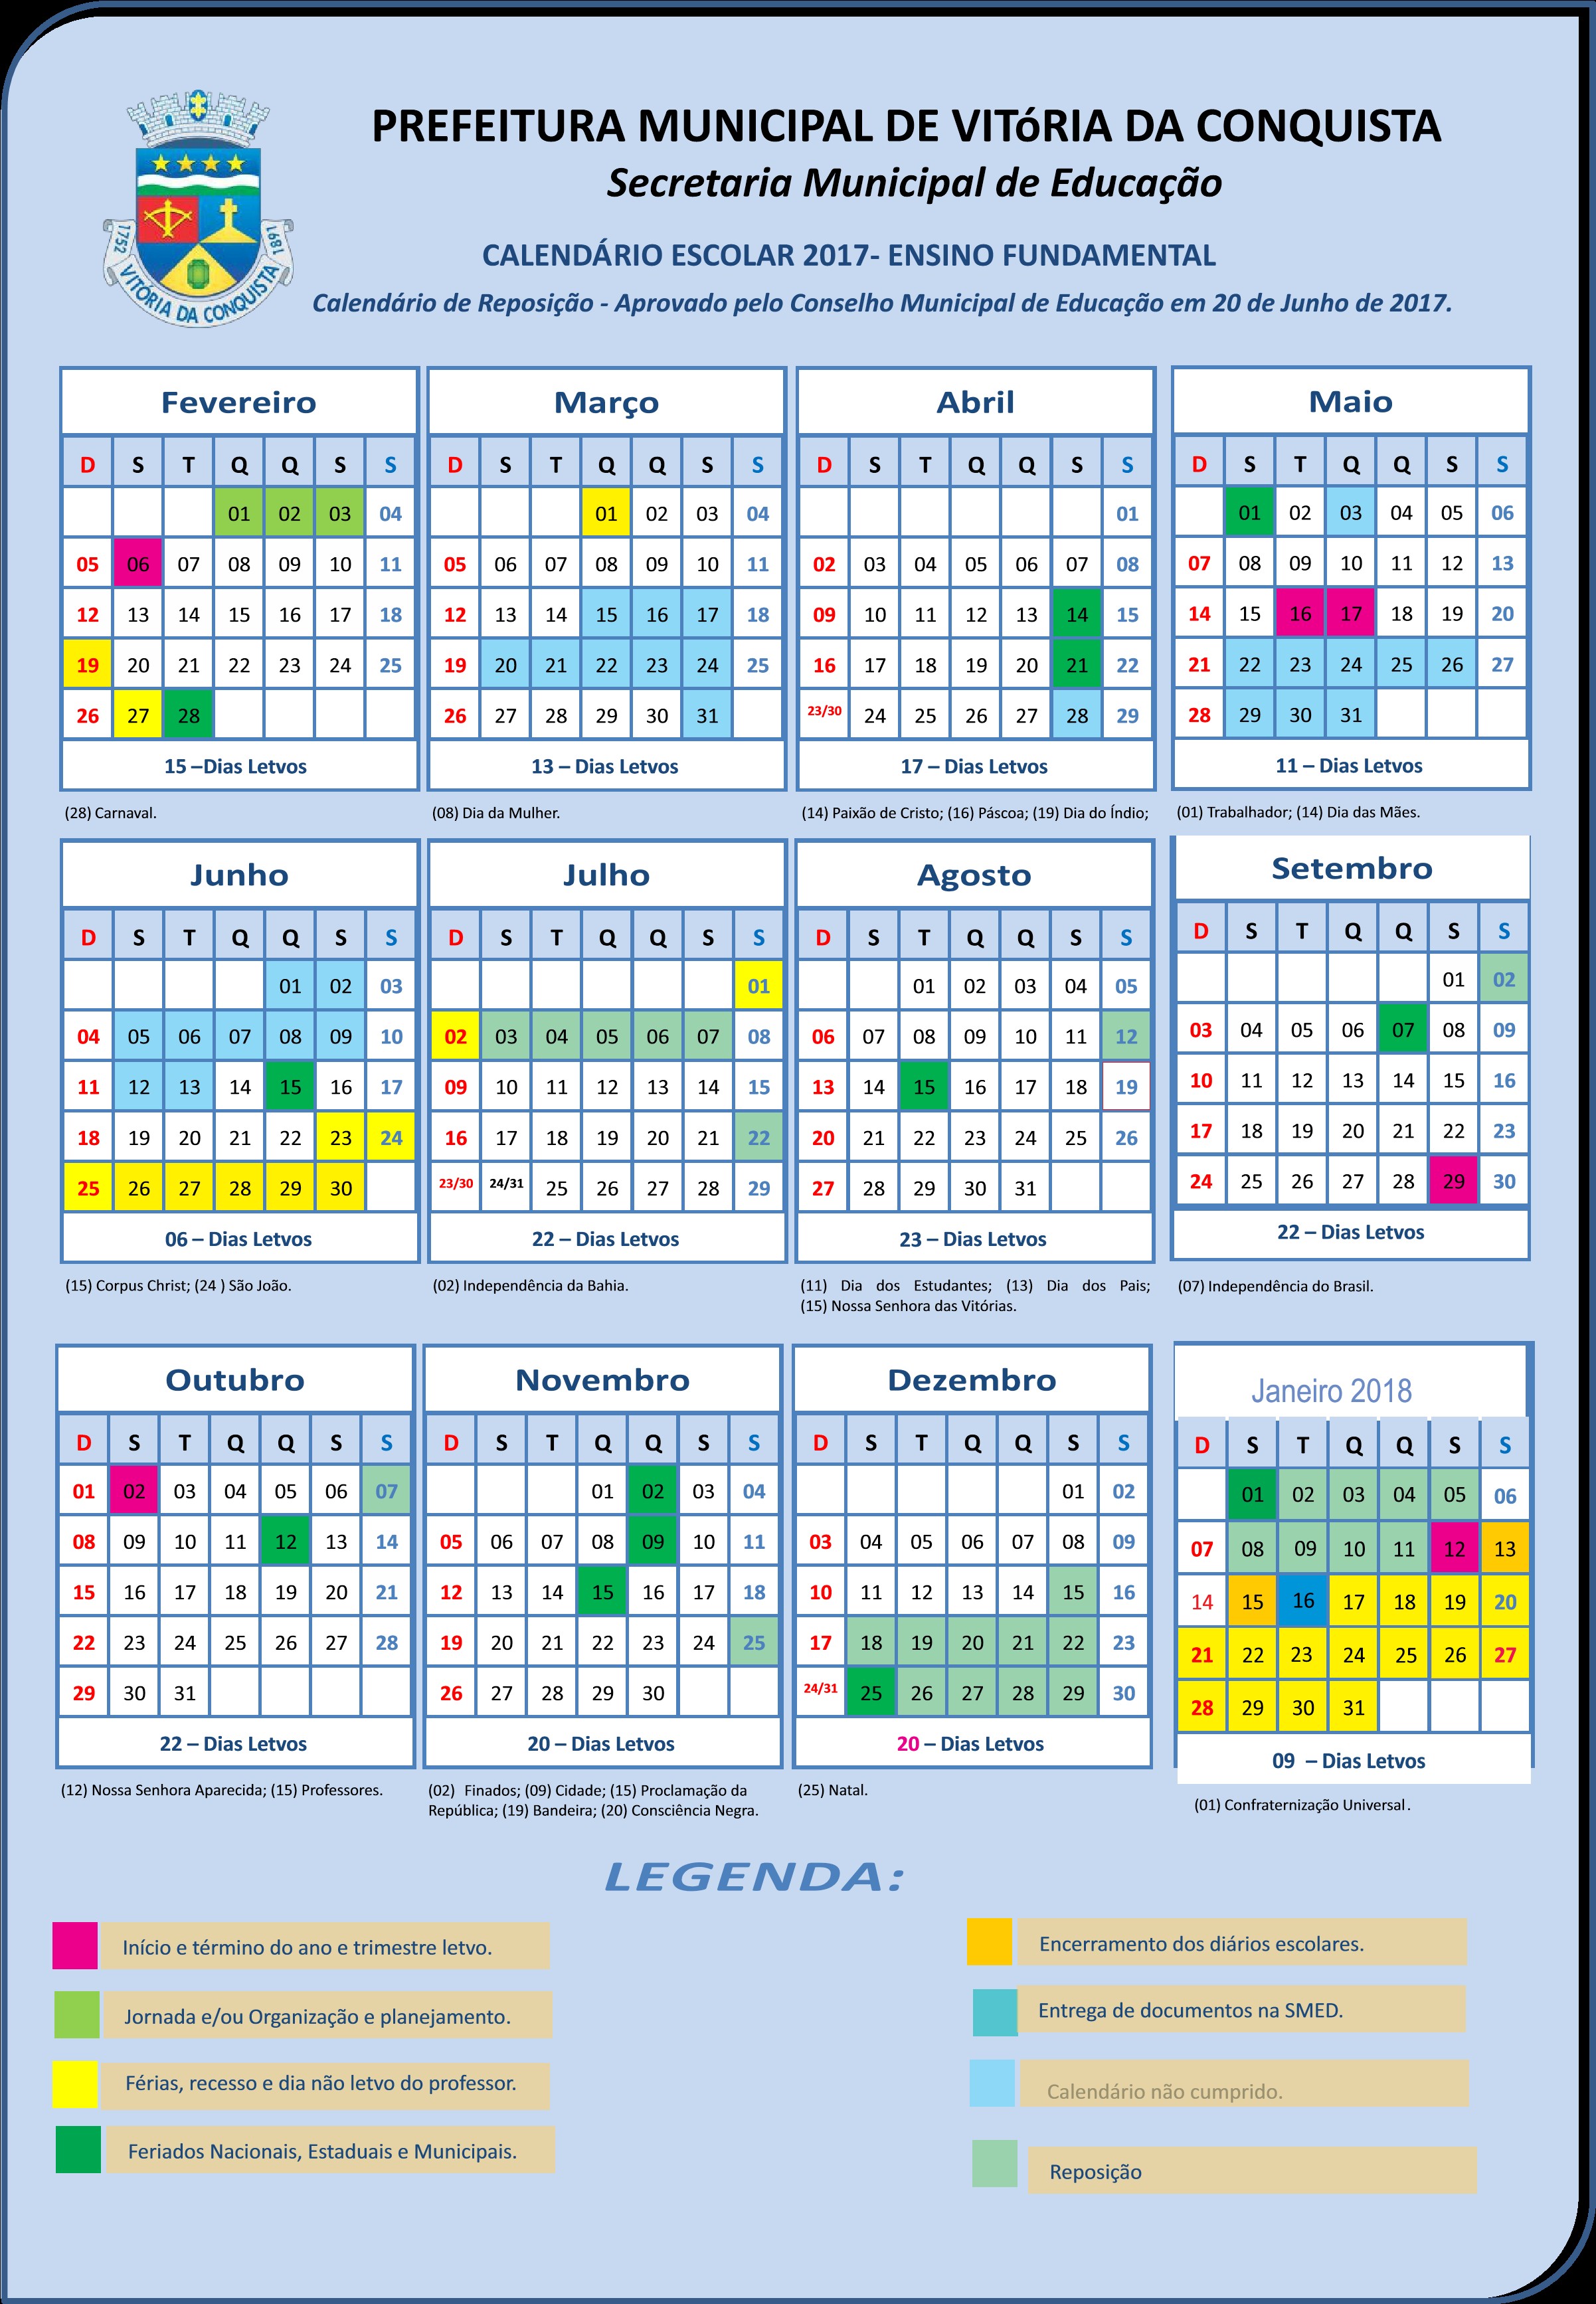 PREFEITURA MUNICIPAL DE VITóRIA DA CONQUISTA
Secretaria Municipal de Educação
CALENDÁRIO ESCOLAR 2017- ENSINO FUNDAMENTAL
Calendário de Reposição - Aprovado pelo Conselho Municipal de Educação em 20 de Junho de 2017.
1752 VITÓRIA DA CONQUISTA 1891
Fevereiro
D S T Q Q S S
01 02 03 04
05 06 07 08 09 10 11
12 13 14 15 16 17 18
19 20 21 22 23 24 25
26 27 28
15 –Dias Letvos
(28) Carnaval.
Março
D S T Q Q S S
01 02 03 04
05 06 07 08 09 10 11
12 13 14 15 16 17 18
19 20 21 22 23 24 25
26 27 28 29 30 31
13 – Dias Letvos
(08) Dia da Mulher.
Abril
D S T Q Q S S
01
02 03 04 05 06 07 08
09 10 11 12 13 14 15
16 17 18 19 20 21 22
23/30 24 25 26 27 28 29
17 – Dias Letvos
(14) Paixão de Cristo; (16) Páscoa; (19) Dia do Índio;
Maio
D S T Q Q S S
01 02 03 04 05 06
07 08 09 10 11 12 13
14 15 16 17 18 19 20
21 22 23 24 25 26 27
28 29 30 31
11 – Dias Letvos
(01) Trabalhador; (14) Dia das Mães.
Junho
D S T Q Q S S
01 02 03
04 05 06 07 08 09 10
11 12 13 14 15 16 17
18 19 20 21 22 23 24
25 26 27 28 29 30
06 – Dias Letvos
(15) Corpus Christ; (24 ) São João.
Julho
D S T Q Q S S
01
02 03 04 05 06 07 08
09 10 11 12 13 14 15
16 17 18 19 20 21 22
23/30 24/31 25 26 27 28 29
22 – Dias Letvos
(02) Independência da Bahia.
Agosto
D S T Q Q S S
01 02 03 04 05
06 07 08 09 10 11 12
13 14 15 16 17 18 19
20 21 22 23 24 25 26
27 28 29 30 31
23 – Dias Letvos
(11) Dia dos Estudantes; (13) Dia dos Pais;
(15) Nossa Senhora das Vitórias.
Setembro
D S T Q Q S S
01 02
03 04 05 06 07 08 09
10 11 12 13 14 15 16
17 18 19 20 21 22 23
24 25 26 27 28 29 30
22 – Dias Letvos
(07) Independência do Brasil.
Outubro
D S T Q Q S S
01 02 03 04 05 06 07
08 09 10 11 12 13 14
15 16 17 18 19 20 21
22 23 24 25 26 27 28
29 30 31
22 – Dias Letvos
(12) Nossa Senhora Aparecida; (15) Professores.
Novembro
D S T Q Q S S
01 02 03 04
05 06 07 08 09 10 11
12 13 14 15 16 17 18
19 20 21 22 23 24 25
26 27 28 29 30
20 – Dias Letvos
(02) Finados; (09) Cidade; (15) Proclamação da
República; (19) Bandeira; (20) Consciência Negra.
Dezembro
D S T Q Q S S
01 02
03 04 05 06 07 08 09
10 11 12 13 14 15 16
17 18 19 20 21 22 23
24/31 25 26 27 28 29 30
20 – Dias Letvos
(25) Natal.
Janeiro 2018
D S T Q Q S S
01 02 03 04 05 06
07 08 09 10 11 12 13
14 15 16 17 18 19 20
21 22 23 24 25 26 27
28 29 30 31
09 – Dias Letvos
(01) Confraternização Universal.
LEGENDA:
Início e término do ano e trimestre letvo.
Jornada e/ou Organização e planejamento.
Férias, recesso e dia não letvo do professor.
Feriados Nacionais, Estaduais e Municipais.
Encerramento dos diários escolares.
Entrega de documentos na SMED.
Calendário não cumprido.
Reposição